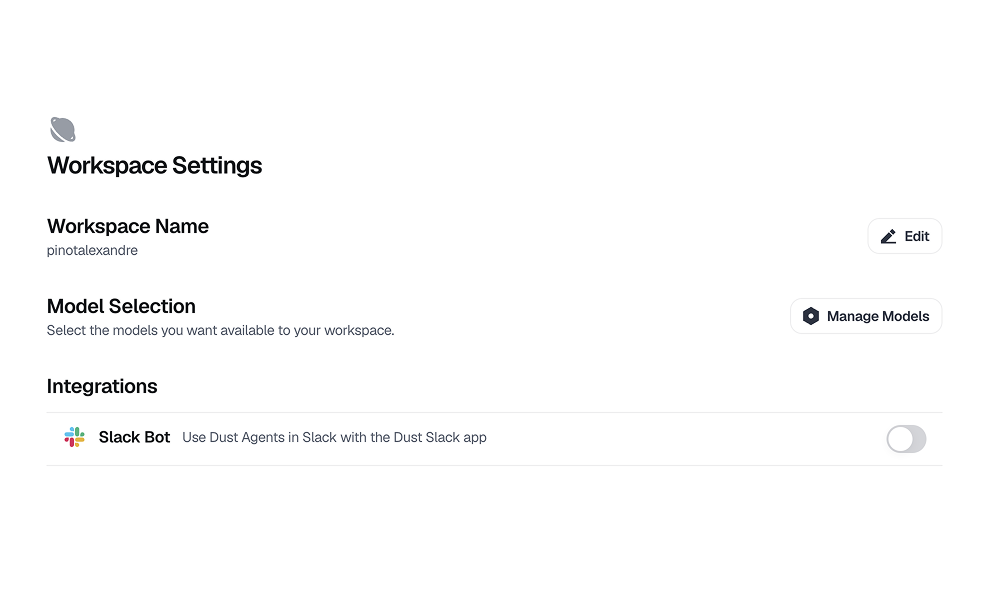 Workspace Settings
Workspace Name
pinotalexandre
Edit
Model Selection
Select the models you want available to your workspace.
Manage Models
Integrations
Slack Bot Use Dust Agents in Slack with the Dust Slack app